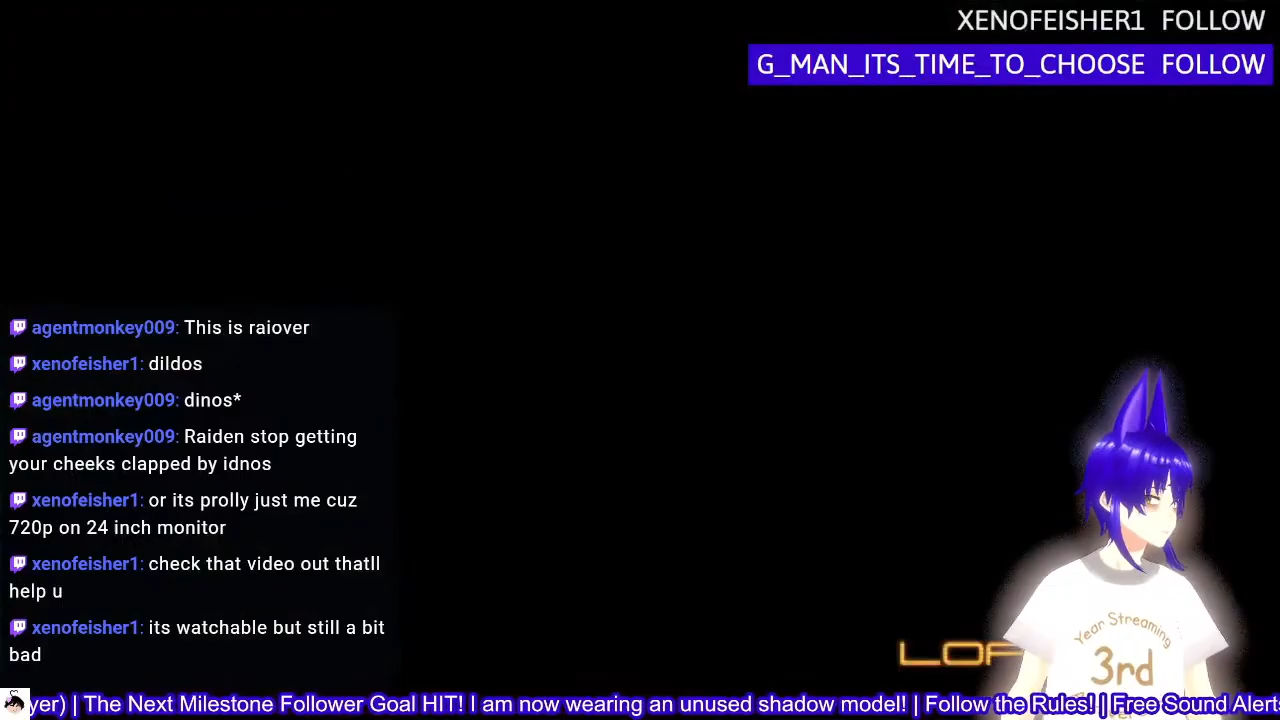 XENOFEISHER1 FOLLOW
G_MAN_ITS_TIME_TO_CHOOSE FOLLOW
agentmonkey009: This is raiover
xenofeisher1: dildos
agentmonkey009: dinos*
agentmonkey009: Raiden stop getting
your cheeks clapped by idnos
xenofeisher1: or its prolly just me cuz
720p on 24 inch monitor
xenofeisher1: check that video out thatll
help u
xenofeisher1: its watchable but still a bit
bad
Year Streaming
3rd
yer) | The Next Milestone Follower Goal HIT! I am now wearing an unused shadow model! | Follow the Rules! | Free Sound Alert